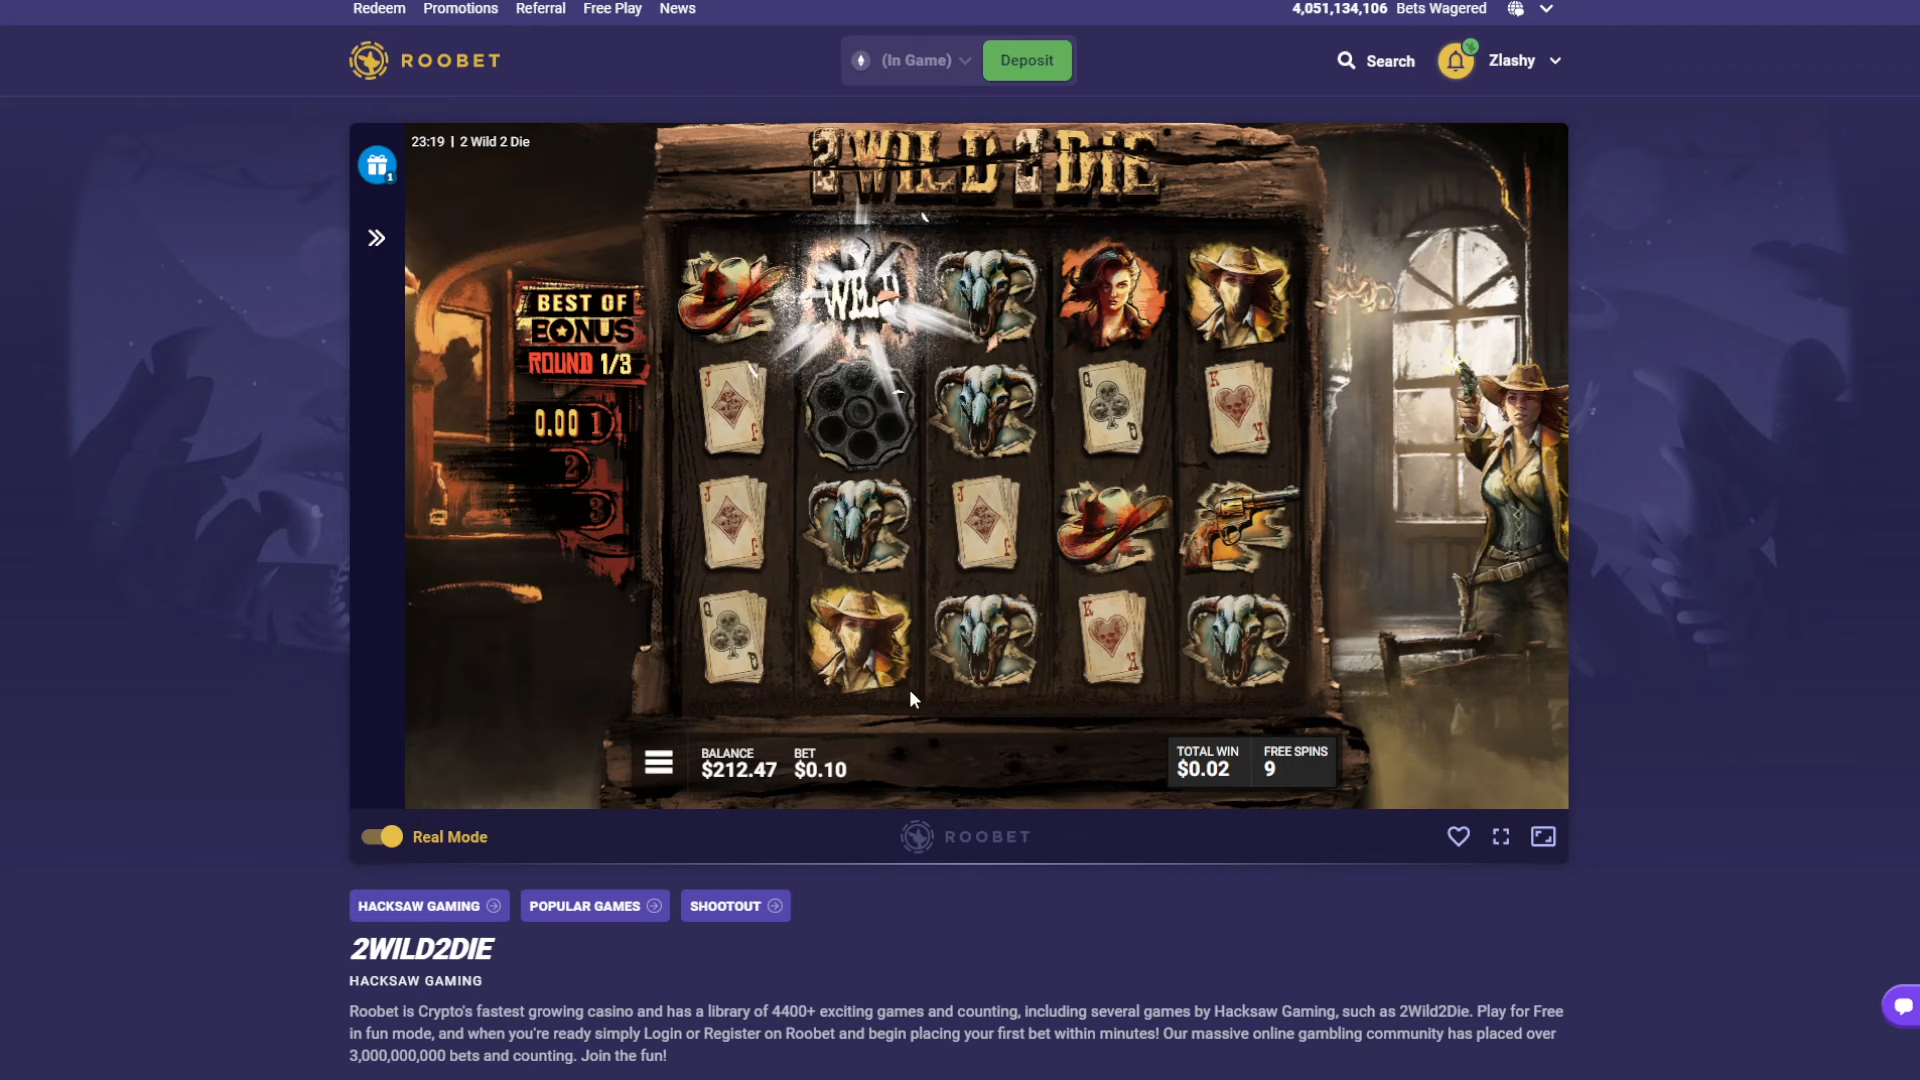 Redeem Promotions Referral Free Play News
4,051,134,106 Bets Wagered
ROOBET
(In Game)
Deposit
Search
Zlashy
1
23:19 | 2 Wild 2 Die
2 WILD 2 DIE
BEST OF
BONUS
ROUND 1/3
0.00 1
2
3
WILD
J
J
Q
Q
K
K
J
J
J
J
Q
Q
K
K
BALANCE
$212.47
BET
$0.10
TOTAL WIN
$0.02
FREE SPINS
9
Real Mode
ROOBET
HACKSAW GAMING
POPULAR GAMES
SHOOTOUT
2WILD2DIE
HACKSAW GAMING
Roobet is Crypto's fastest growing casino and has a library of 4400+ exciting games and counting, including several games by Hacksaw Gaming, such as 2Wild2Die. Play for Free
in fun mode, and when you're ready simply Login or Register on Roobet and begin placing your first bet within minutes! Our massive online gambling community has placed over
3,000,000,000 bets and counting. Join the fun!